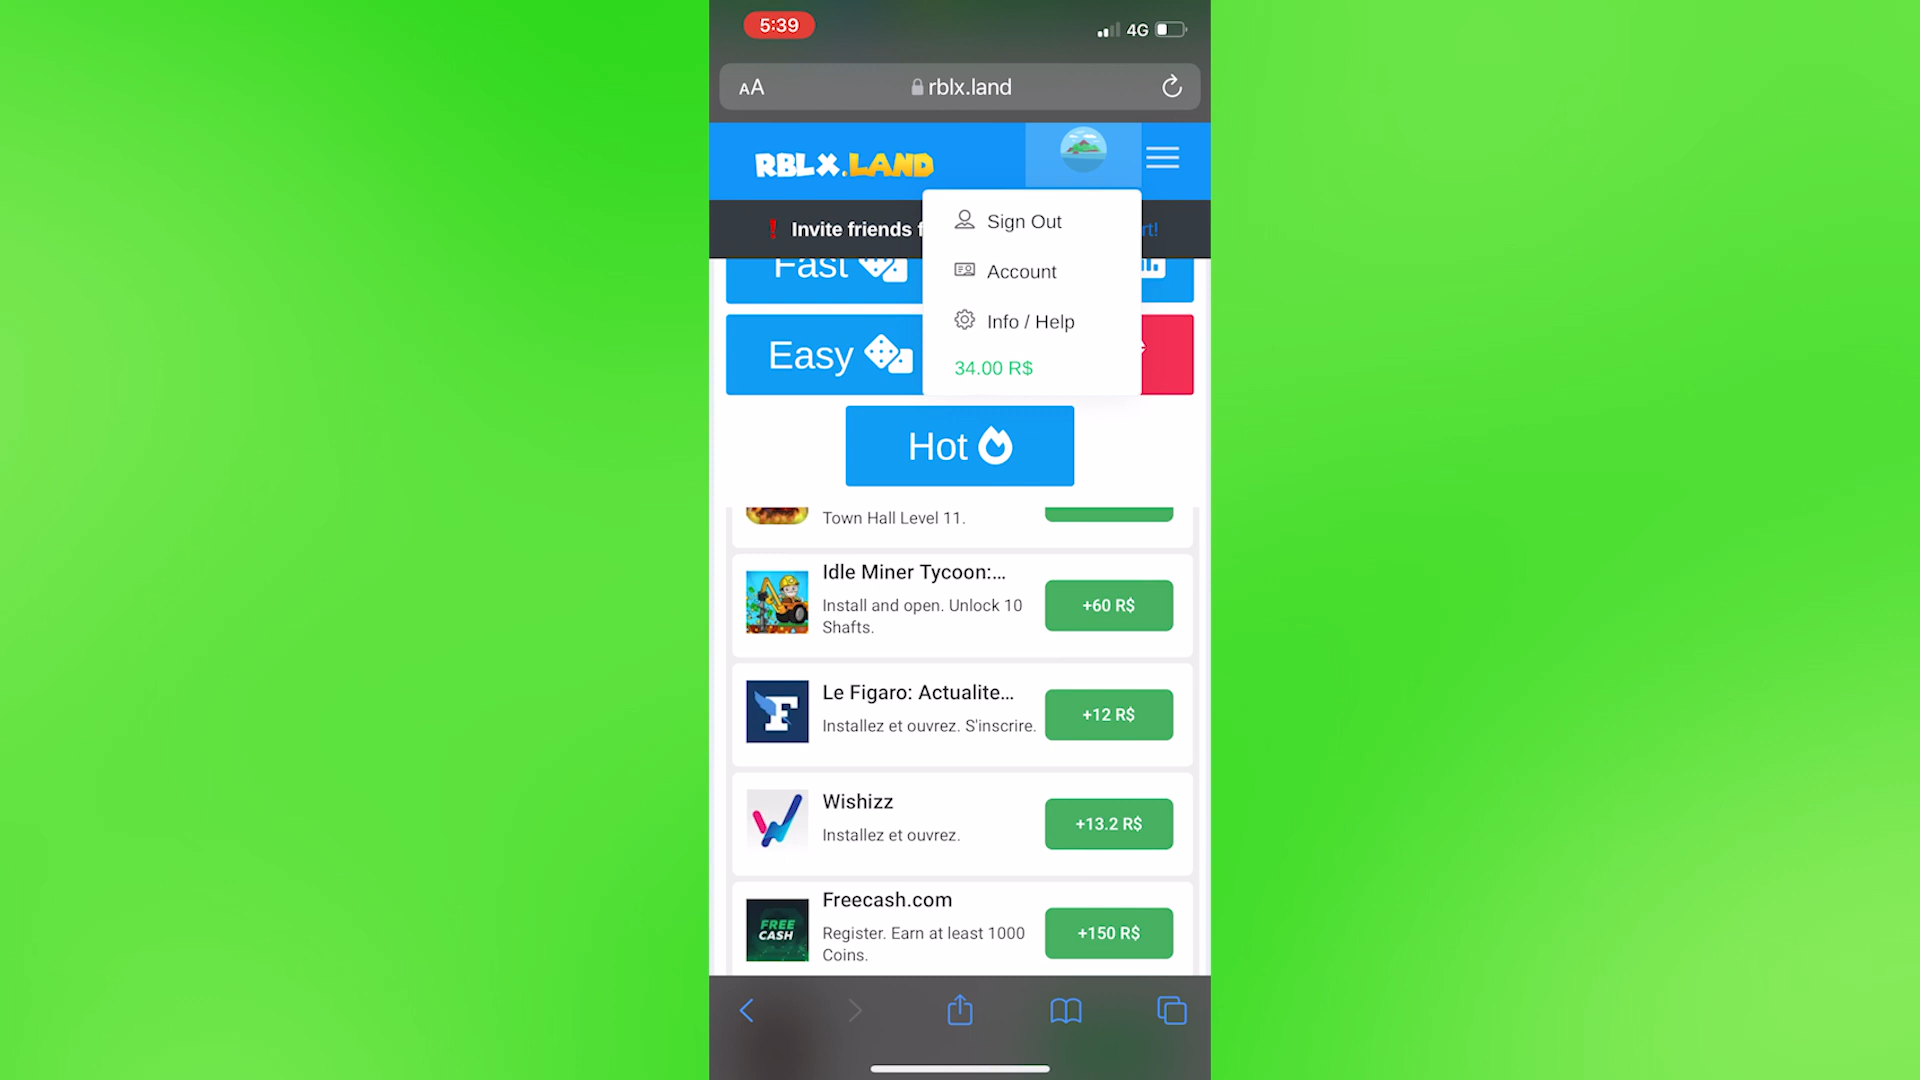 5:39
4G
AA
rblx.land
RBLX.LAND
Invite friends f
rt!
Sign Out
Account
Info / Help
34.00 R$
Fast
Easy
Hot
Town Hall Level 11.
Idle Miner Tycoon:...
Install and open. Unlock 10
Shafts.
+60 R$
Le Figaro: Actualite...
Installez et ouvrez. S'inscrire.
+12 R$
Wishizz
Installez et ouvrez.
+13.2 R$
FREE
CASH
Freecash.com
Register. Earn at least 1000
Coins.
+150 R$